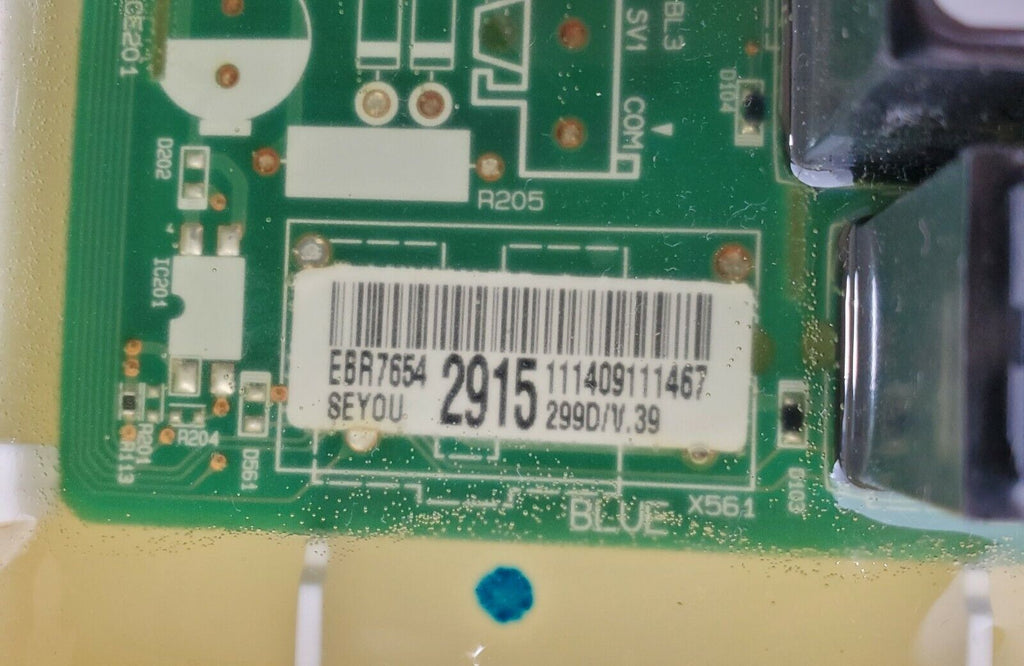 CE201
BL3
SV1
COM
D104
D202
R205
IC201
EBR7654 2915 111409111467
SEYOU 299D/V.39
R204
R201
D561
D103
BLUE
X561